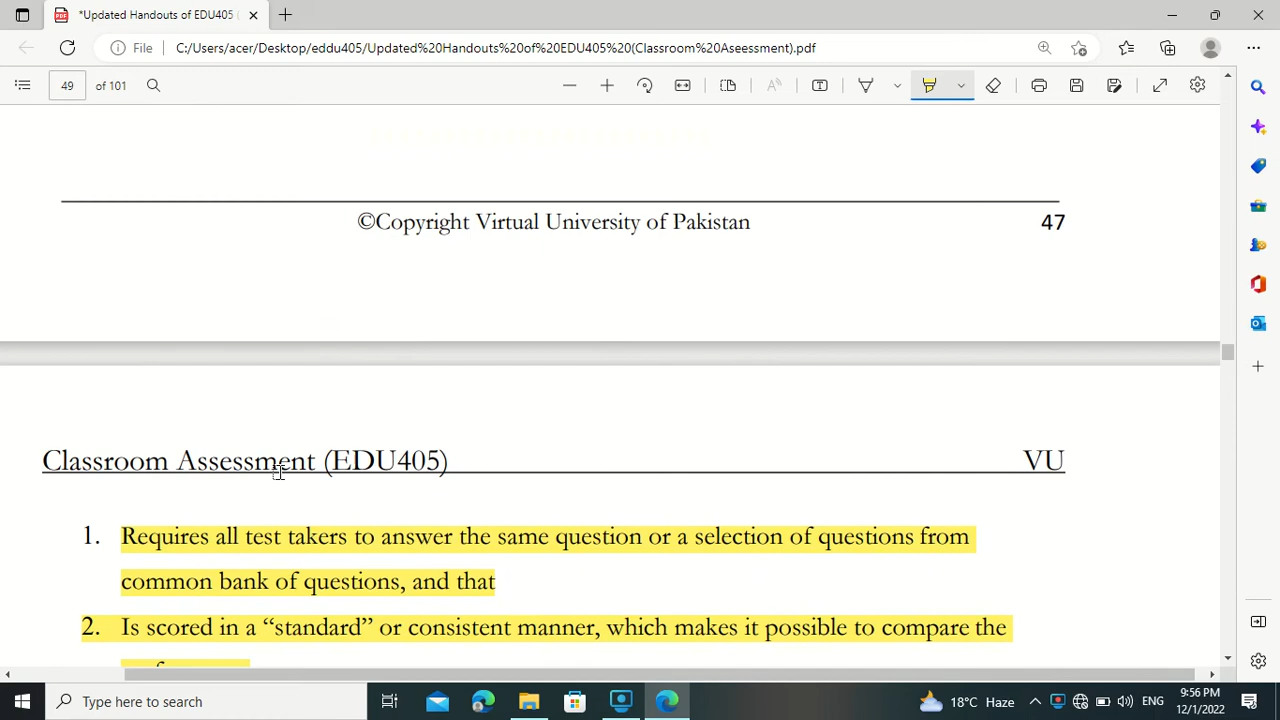 *Updated Handouts of EDU405 (
File
C:/Users/acer/Desktop/eddu405/Updated%20Handouts%20of%20EDU405%20(Classroom%20Aseessment).pdf
49 of 101
©Copyright Virtual University of Pakistan 47
Classroom Assessment (EDU405) VU
1. Requires all test takers to answer the same question or a selection of questions from
common bank of questions, and that
2. Is scored in a “standard” or consistent manner, which makes it possible to compare the
Type here to search
18°C Haze
ENG
9:56 PM
12/1/2022